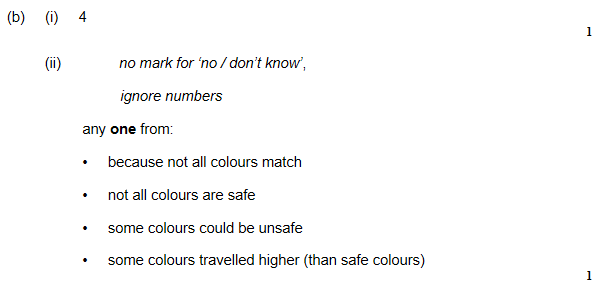 (b) (i) 4
1
(ii) no mark for ‘no / don’t know’,
ignore numbers
any one from:
• because not all colours match
• not all colours are safe
• some colours could be unsafe
• some colours travelled higher (than safe colours)
1